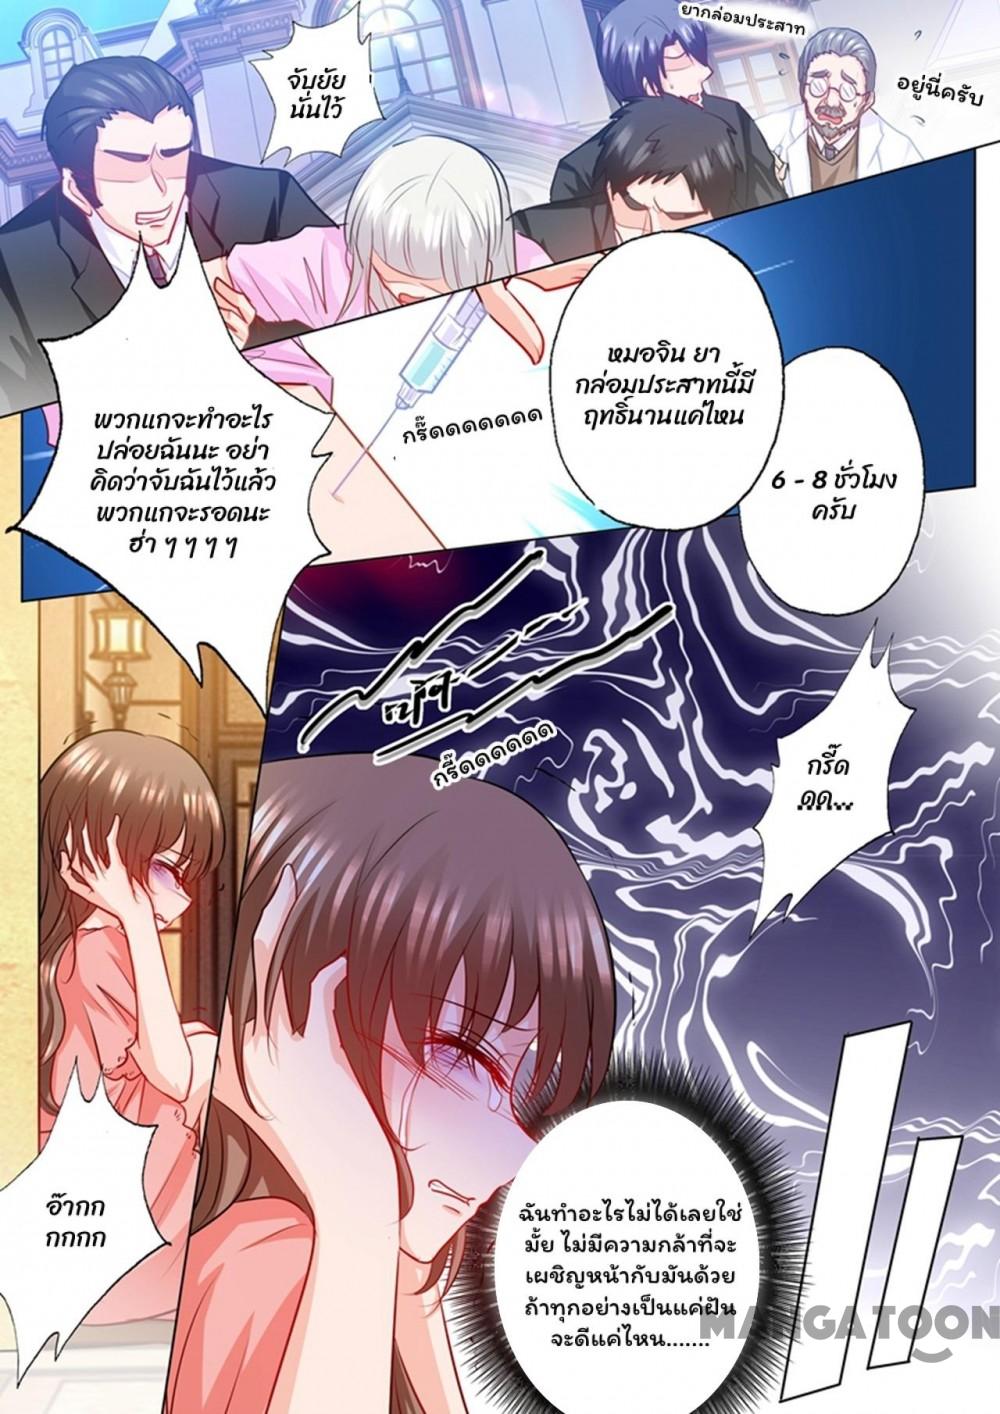 ยากล่อมประสาท
อยู่นี่ครับ
จับยัย
นั่นไว้
หมอจิน ยา
กล่อมประสาทนี้มี
ฤทธิ์นานแค่ไหน
6 - 8 ชั่วโมง
ครับ
กรี๊ดดดดดดด
พวกแกจะทำอะไร
ปล่อยฉันนะ อย่า
คิดว่าจับฉันไว้แล้ว
พวกแกจะรอดนะ
ฮ่า ๆ ๆ ๆ ๆ
กรี๊ดดดดดด
กรี๊ด
ดด...
อ๊ากก
กกกก
ฉันทำอะไรไม่ได้เลยใช่
มั้ย ไม่มีความกล้าที่จะ
เผชิญหน้ากับมันด้วย
ถ้าทุกอย่างเป็นแค่ฝัน
จะดีแค่ไหน.......
MANGATOON